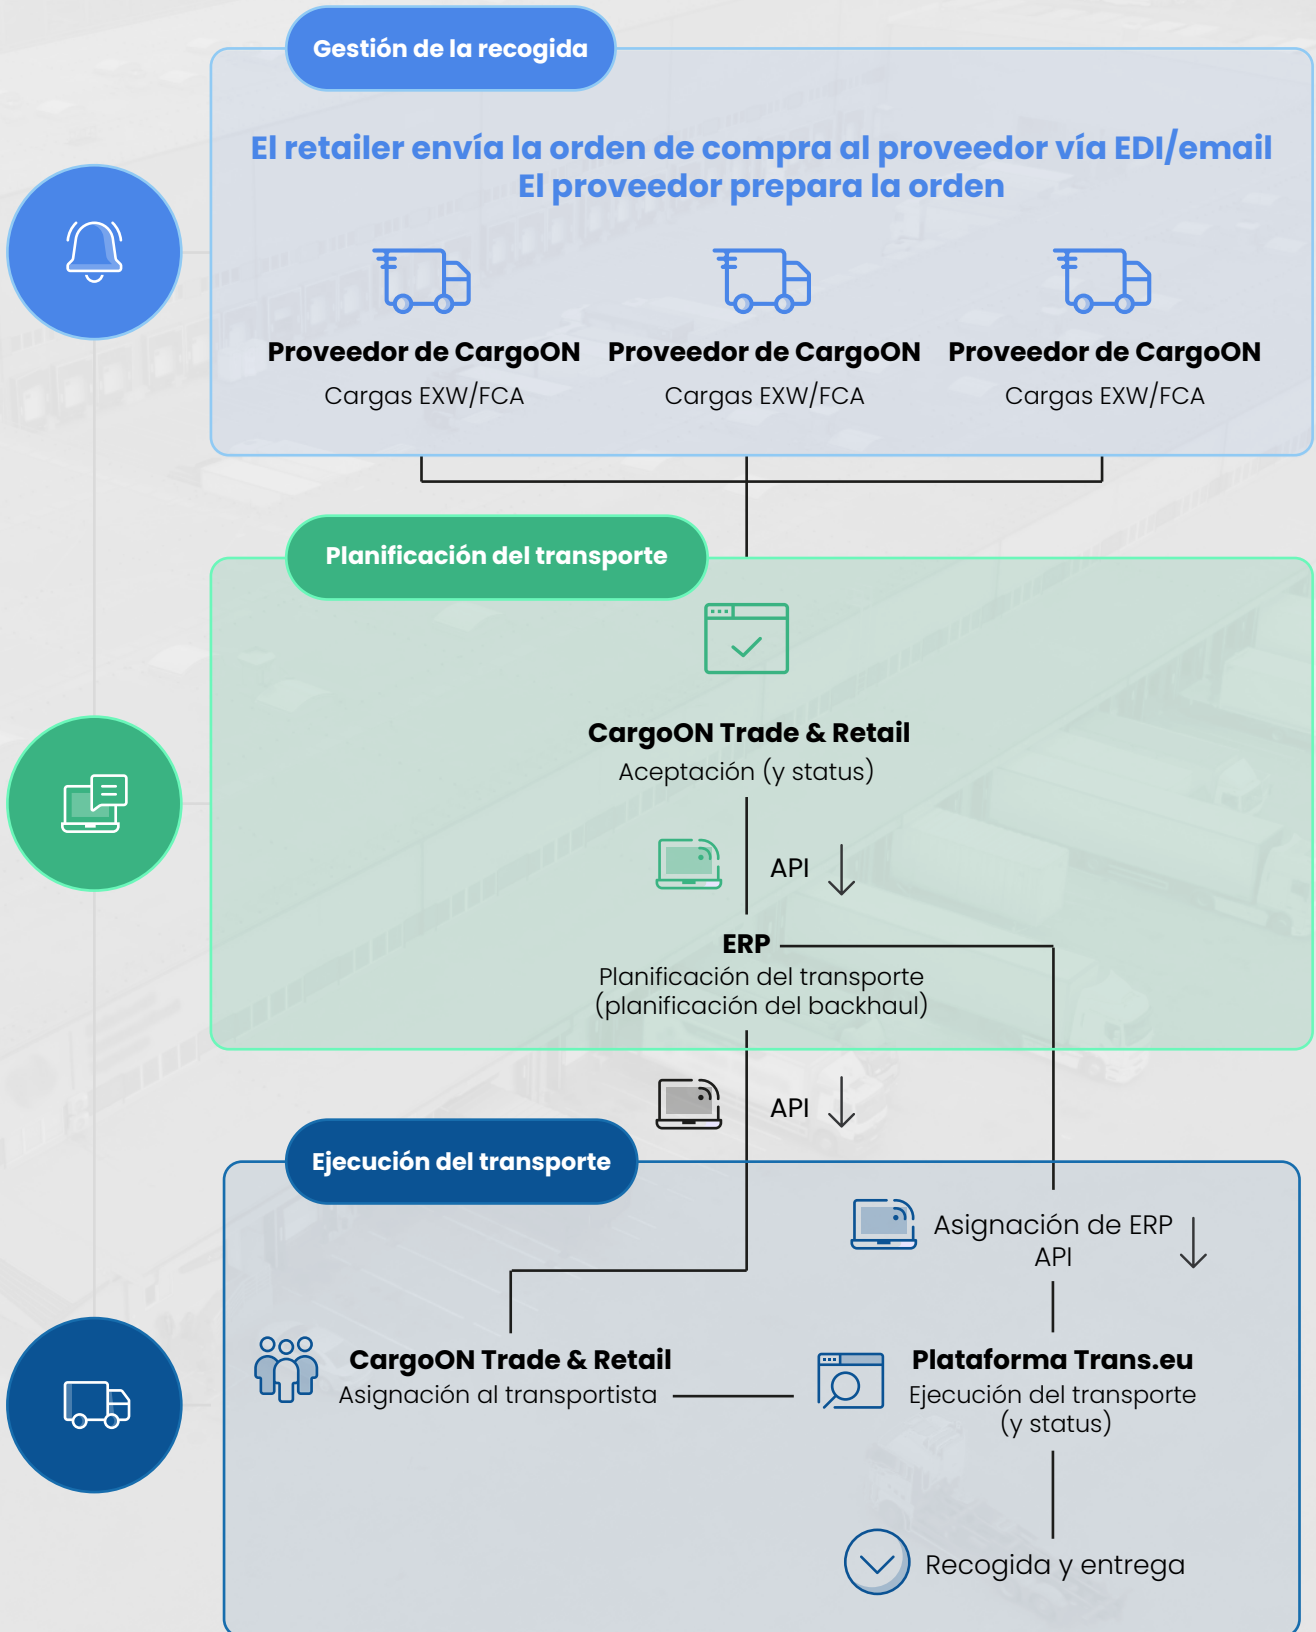 Gestión de la recogida
El retailer envía la orden de compra al proveedor vía EDI/email
El proveedor prepara la orden
Proveedor de CargoON Proveedor de CargoON Proveedor de CargoON
Cargas EXW/FCA Cargas EXW/FCA Cargas EXW/FCA
Planificación del transporte
CargoON Trade & Retail
Aceptación (y status)
API
ERP
Planificación del transporte
(planificación del backhaul)
API
Ejecución del transporte
Asignación de ERP
API
CargoON Trade & Retail
Asignación al transportista
Plataforma Trans.eu
Ejecución del transporte
(y status)
Recogida y entrega